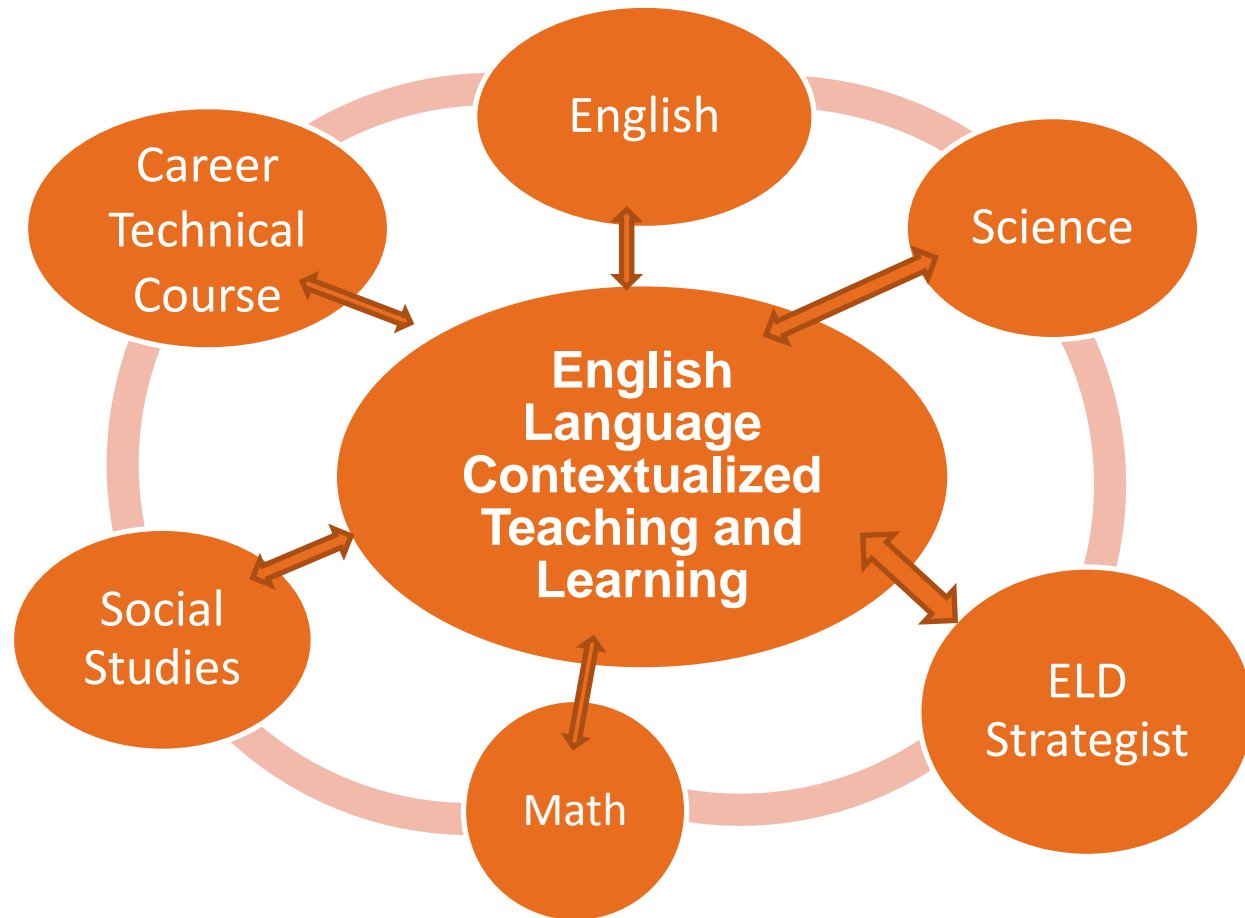 English
Career
Technical
Course
Science
English
Language
Contextualized
Teaching and
Learning
Social
Studies
ELD
Strategist
Math